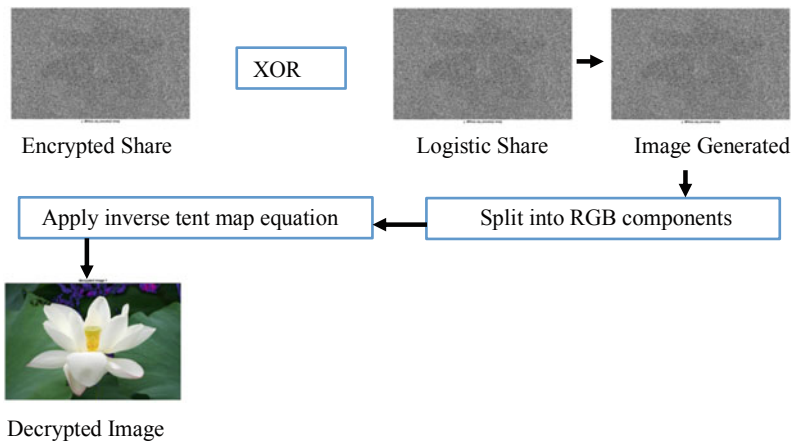 XOR
Encrypted Share
Logistic Share
Image Generated
Apply inverse tent map equation
Split into RGB components
Decrypted Image